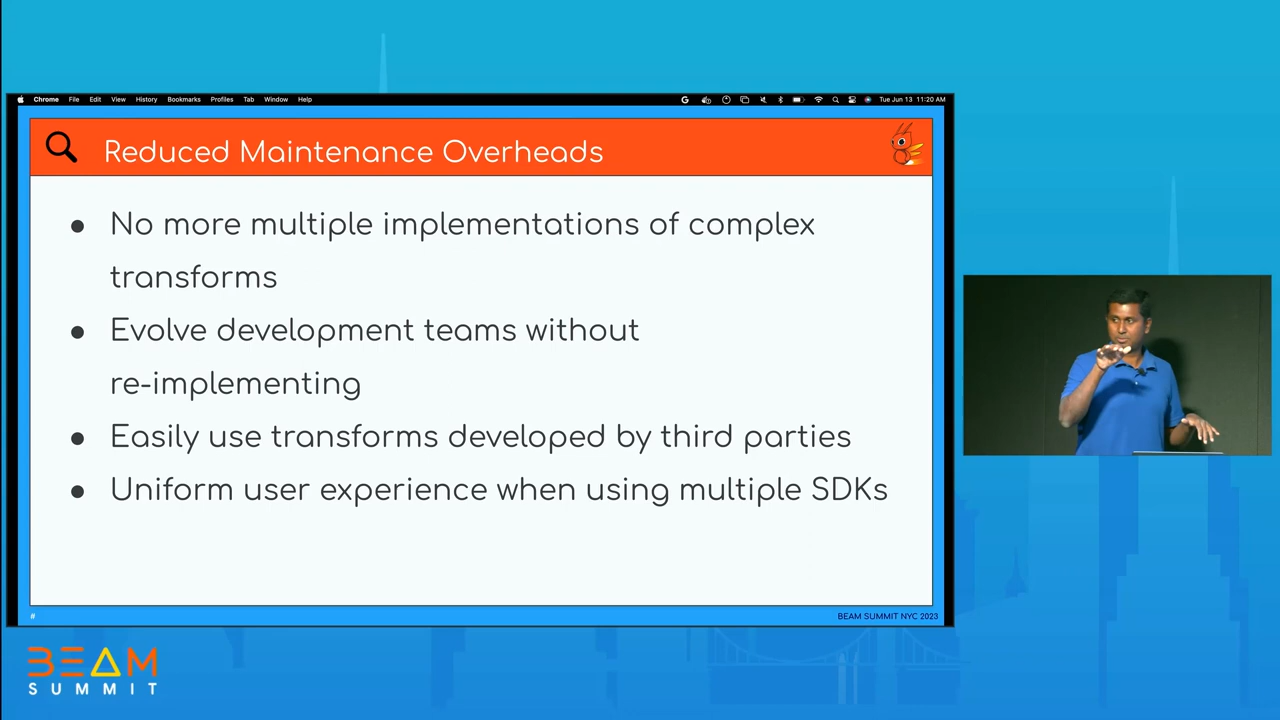 Chrome File Edit View History Bookmarks Profiles Tab Window Help
G
Tue Jun 13 11:20 AM
Reduced Maintenance Overheads
● No more multiple implementations of complex
transforms
● Evolve development teams without
re-implementing
● Easily use transforms developed by third parties
● Uniform user experience when using multiple SDKs
#
BEAM SUMMIT NYC 2023
BEAM
SUMMIT